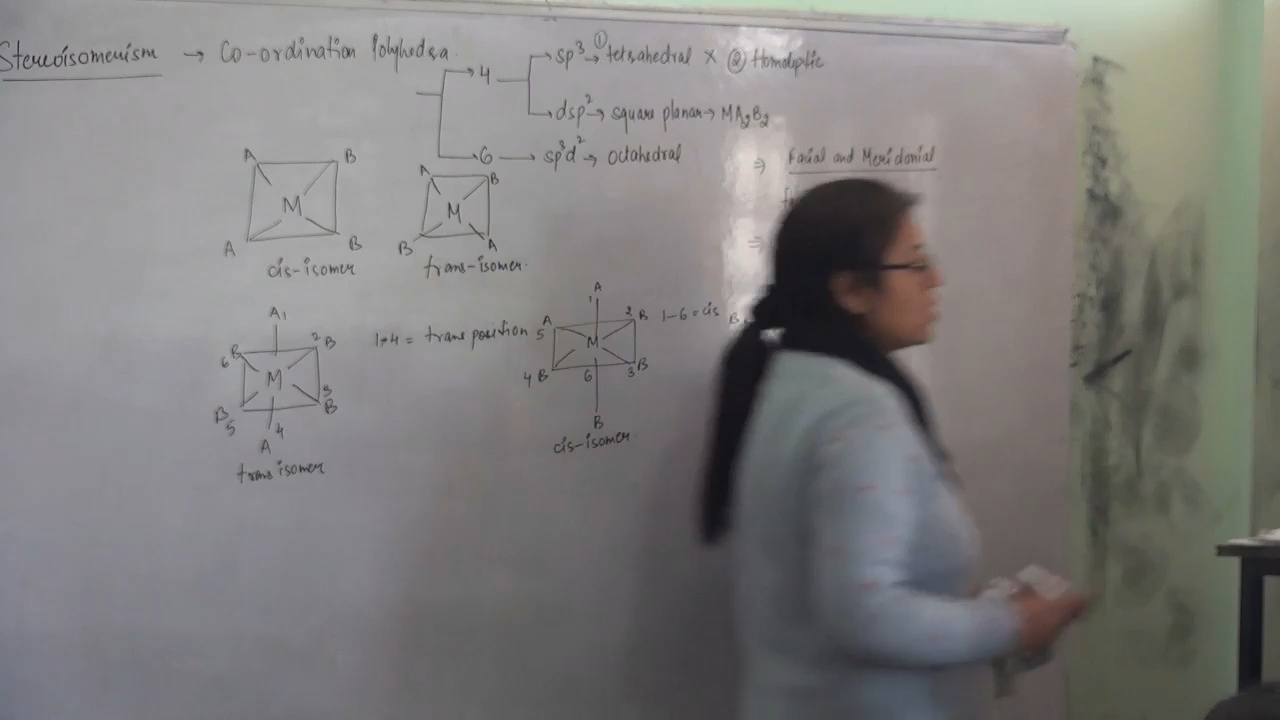 Stereoisomerism → Co-ordination Polyhedra
4 sp³ → ① tetrahedral × ② Homoleptic
dsp² → square planar → MA₂B₂
6 → sp³d² → octahedral
⇒ Facial and Meridonial
⇒
A B
M
A B
cis-isomer
A B
M
B A
trans-isomer.
A 1
6 B 2 B
M
B 5 3 B
A 4
trans isomer
1-4 = trans position
A
1
A 5 2 B
M
4 B 6 3 B
B
cis-isomer.
1-6 = cis
B